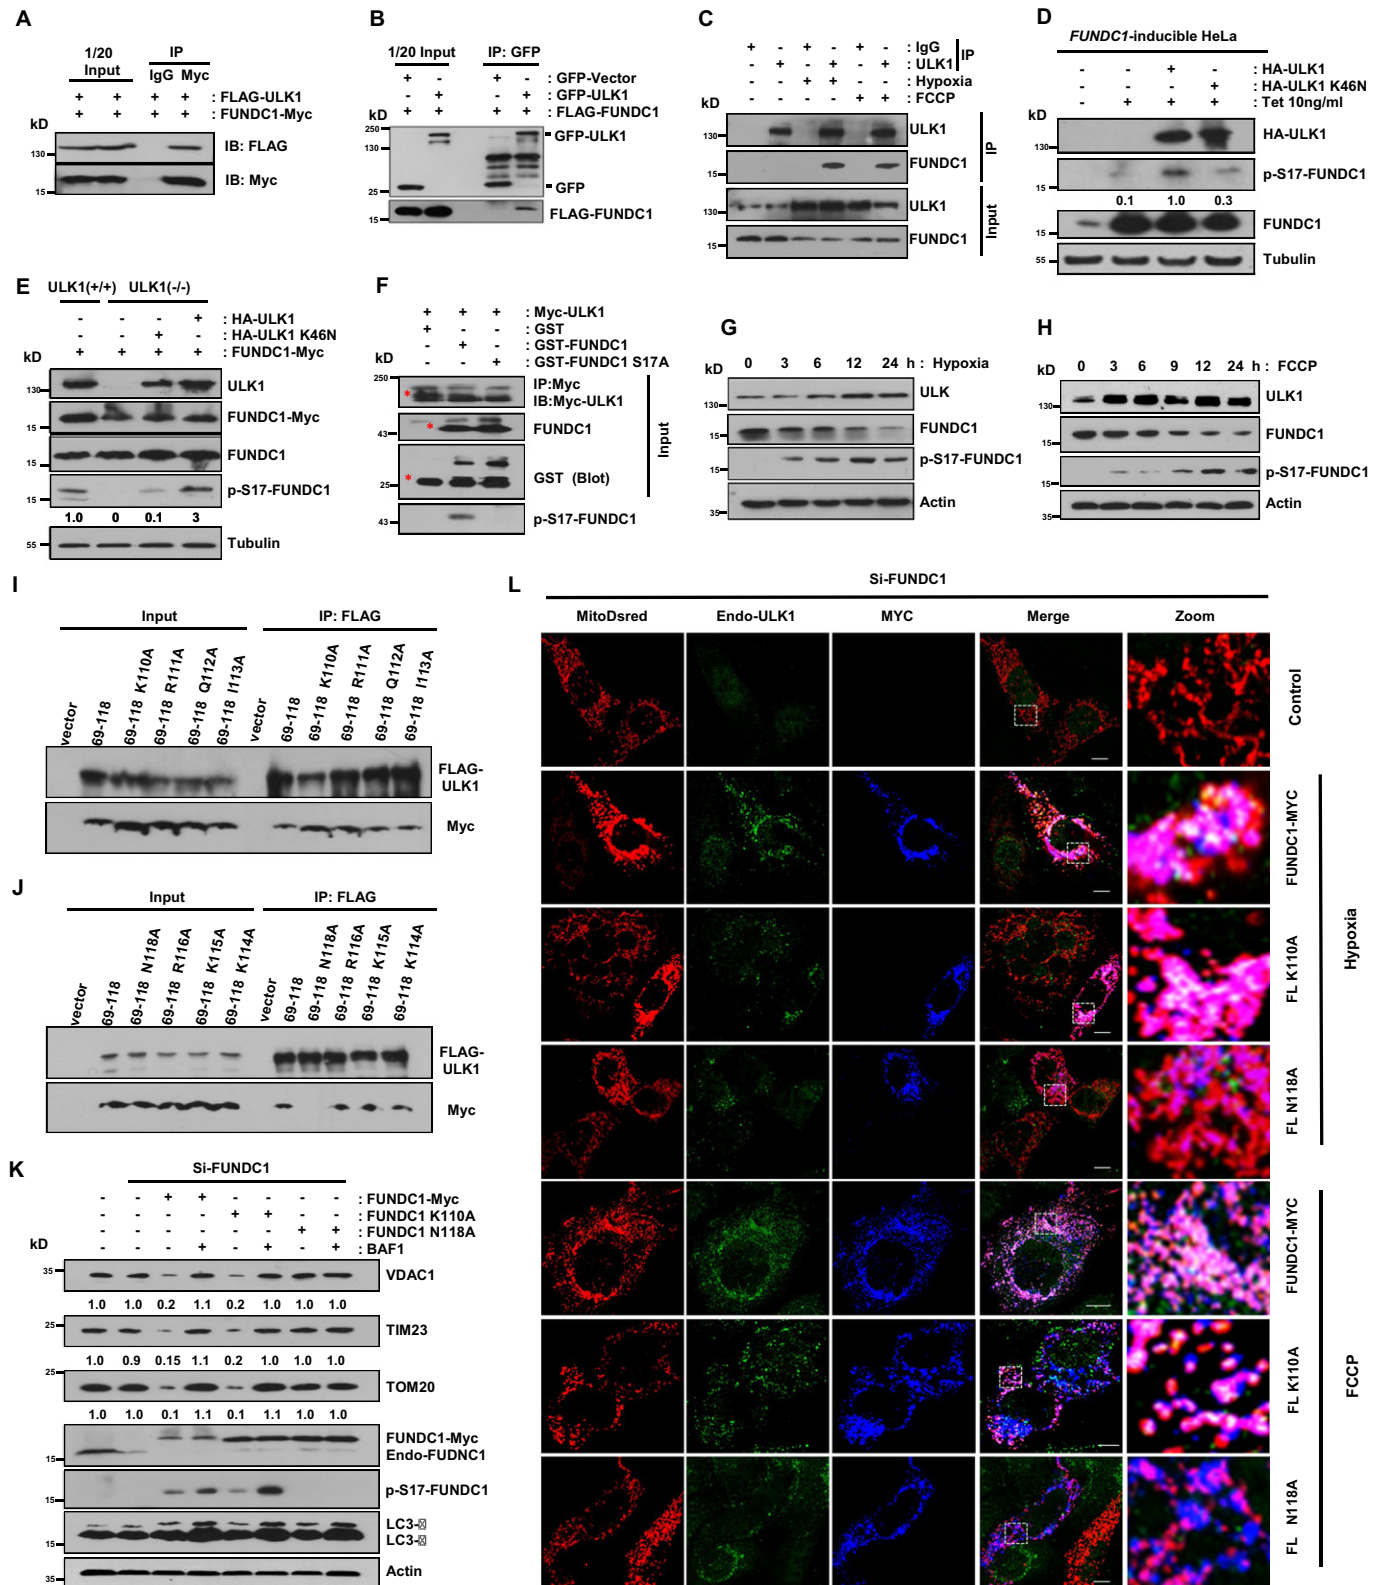 A
1/20 Input
IP
IgG Myc
+ + + + : FLAG-ULK1
+ + + + : FUNDC1-Myc
kD
130
IB: FLAG
15
IB: Myc
B
1/20 Input
IP: GFP
+ - + - : GFP-Vector
- + - + : GFP-ULK1
+ + + + : FLAG-FUNDC1
kD
250
130
25
GFP-ULK1
GFP
15
FLAG-FUNDC1
C
+ - + - + - : IgG
- + - + - + : ULK1
IP
- - + + - - : Hypoxia
- - - - + + : FCCP
kD
130
ULK1
15
FUNDC1
IP
130
ULK1
15
FUNDC1
Input
D
FUNDC1-inducible HeLa
- - + - : HA-ULK1
- - - + : HA-ULK1 K46N
- + + + : Tet 10ng/ml
kD
130
HA-ULK1
15
p-S17-FUNDC1
0.1 1.0 0.3
15
FUNDC1
55
Tubulin
E
ULK1(+/+) ULK1(-/-)
- - - + : HA-ULK1
- - + - : HA-ULK1 K46N
+ + + + : FUNDC1-Myc
kD
130
ULK1
15
FUNDC1-Myc
15
FUNDC1
15
p-S17-FUNDC1
1.0 0 0.1 3
55
Tubulin
F
+ + + : Myc-ULK1
+ - - : GST
- + - : GST-FUNDC1
- - + : GST-FUNDC1 S17A
kD
250
*
IP:Myc
IB:Myc-ULK1
43
*
FUNDC1
25
*
GST (Blot)
Input
43
p-S17-FUNDC1
G
0 3 6 12 24 h : Hypoxia
kD
130
ULK
15
FUNDC1
15
p-S17-FUNDC1
35
Actin
H
0 3 6 9 12 24 h : FCCP
kD
130
ULK1
15
FUNDC1
15
p-S17-FUNDC1
35
Actin
I
Input
IP: FLAG
vector
69-118
69-118 K110A
69-118 R111A
69-118 Q112A
69-118 I113A
vector
69-118
69-118 K110A
69-118 R111A
69-118 Q112A
69-118 I113A
FLAG-
ULK1
Myc
J
Input
IP: FLAG
vector
69-118
69-118 N118A
69-118 R116A
69-118 K115A
69-118 K114A
vector
69-118
69-118 N118A
69-118 R116A
69-118 K115A
69-118 K114A
FLAG-
ULK1
Myc
K
Si-FUNDC1
- - + + - - - - : FUNDC1-Myc
- - - - + + - - : FUNDC1 K110A
- - - - - - + + : FUNDC1 N118A
- - - + - + - + : BAF1
kD
35
VDAC1
1.0 1.0 0.2 1.1 0.2 1.0 1.0 1.0
25
TIM23
1.0 0.9 0.15 1.1 0.2 1.0 1.0 1.0
25
TOM20
1.0 1.0 0.1 1.1 0.1 1.1 1.0 1.0
FUNDC1-Myc
15
Endo-FUDNC1
15
p-S17-FUNDC1
LC3-
15
LC3-
35
Actin
L
Si-FUNDC1
MitoDsred
Endo-ULK1
MYC
Merge
Zoom
Control
FUNDC1-MYC
FL K110A
FL N118A
Hypoxia
FUNDC1-MYC
FL K110A
FL N118A
FCCP